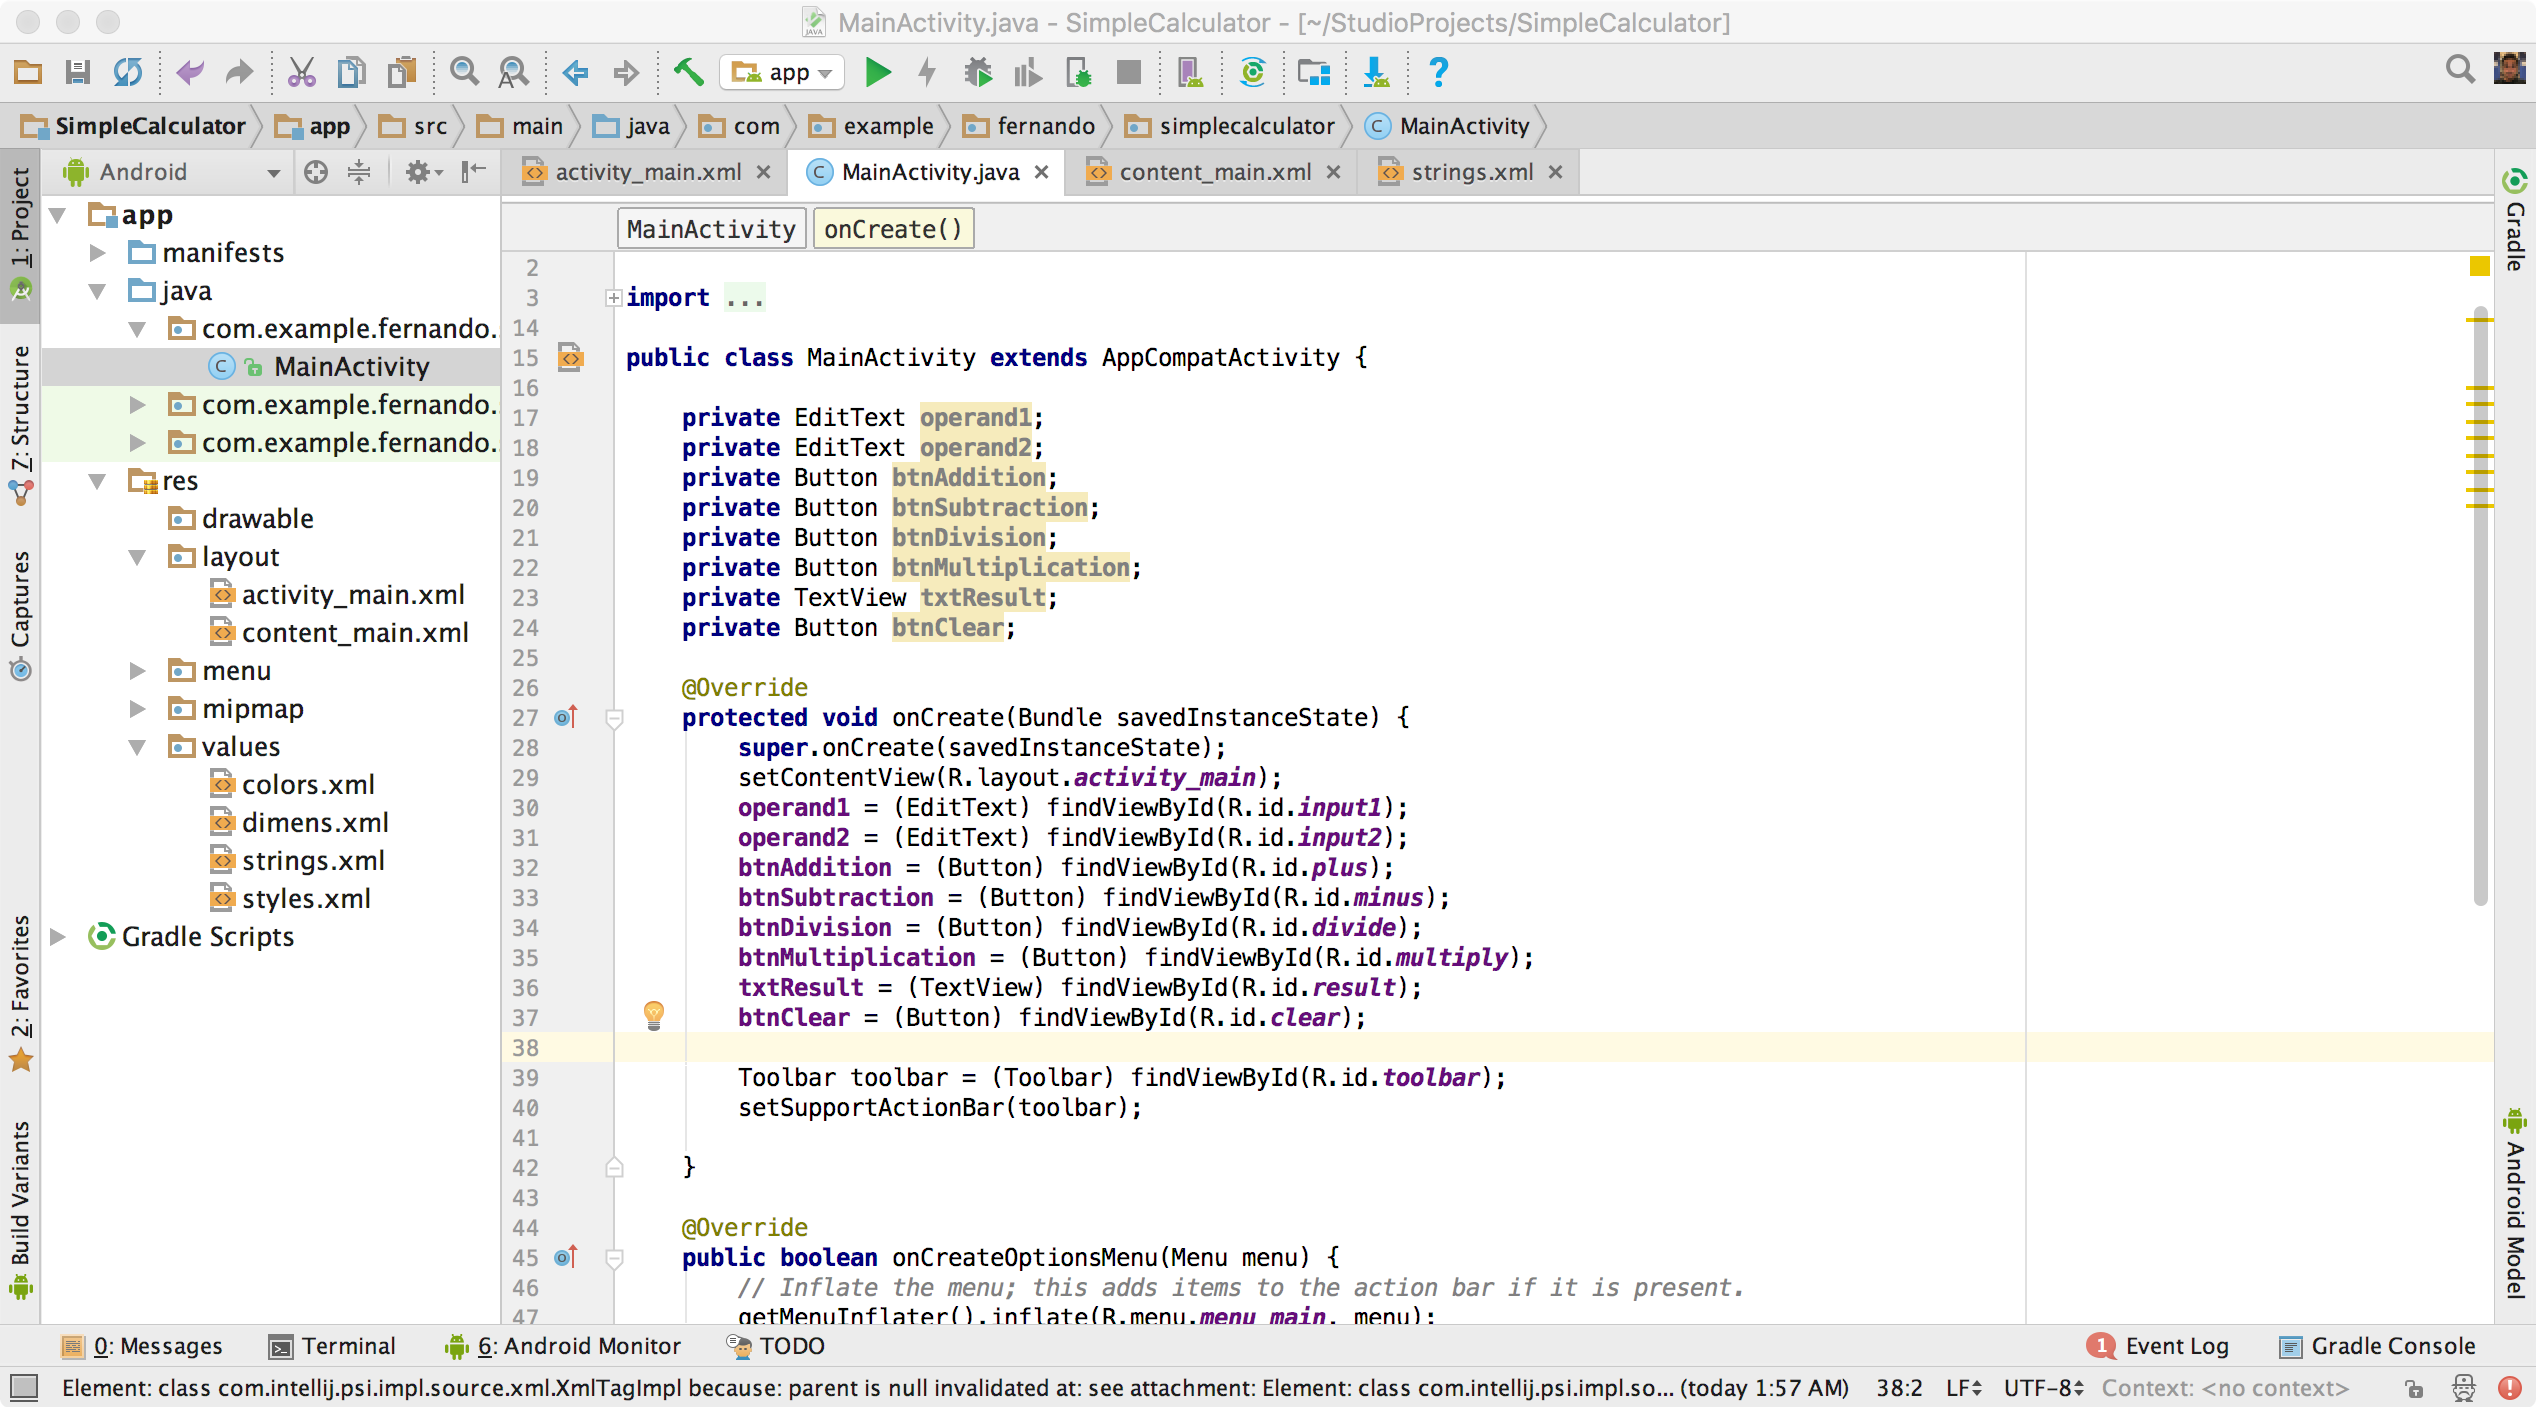 MainActivity.java - SimpleCalculator - [~/StudioProjects/SimpleCalculator]
app
SimpleCalculator app src main java com example fernando simplecalculator MainActivity
Android
activity_main.xml MainActivity.java content_main.xml strings.xml
1: Project
7: Structure
Captures
2: Favorites
Build Variants
app
manifests
java
com.example.fernando.
MainActivity
com.example.fernando.
com.example.fernando.
res
drawable
layout
activity_main.xml
content_main.xml
menu
mipmap
values
colors.xml
dimens.xml
strings.xml
styles.xml
Gradle Scripts
MainActivity onCreate()
2
3 import ...
14
15 public class MainActivity extends AppCompatActivity {
16
17 private EditText operand1;
18 private EditText operand2;
19 private Button btnAddition;
20 private Button btnSubtraction;
21 private Button btnDivision;
22 private Button btnMultiplication;
23 private TextView txtResult;
24 private Button btnClear;
25
26 @Override
27 protected void onCreate(Bundle savedInstanceState) {
28 super.onCreate(savedInstanceState);
29 setContentView(R.layout.activity_main);
30 operand1 = (EditText) findViewById(R.id.input1);
31 operand2 = (EditText) findViewById(R.id.input2);
32 btnAddition = (Button) findViewById(R.id.plus);
33 btnSubtraction = (Button) findViewById(R.id.minus);
34 btnDivision = (Button) findViewById(R.id.divide);
35 btnMultiplication = (Button) findViewById(R.id.multiply);
36 txtResult = (TextView) findViewById(R.id.result);
37 btnClear = (Button) findViewById(R.id.clear);
38
39 Toolbar toolbar = (Toolbar) findViewById(R.id.toolbar);
40 setSupportActionBar(toolbar);
41
42 }
43
44 @Override
45 public boolean onCreateOptionsMenu(Menu menu) {
46 // Inflate the menu; this adds items to the action bar if it is present.
47 getMenuInflater().inflate(R.menu.menu_main, menu);
Gradle
Android Model
0: Messages Terminal 6: Android Monitor TODO 1 Event Log Gradle Console
Element: class com.intellij.psi.impl.source.xml.XmlTagImpl because: parent is null invalidated at: see attachment: Element: class com.intellij.psi.impl.so... (today 1:57 AM) 38:2 LF UTF-8 Context: <no context>